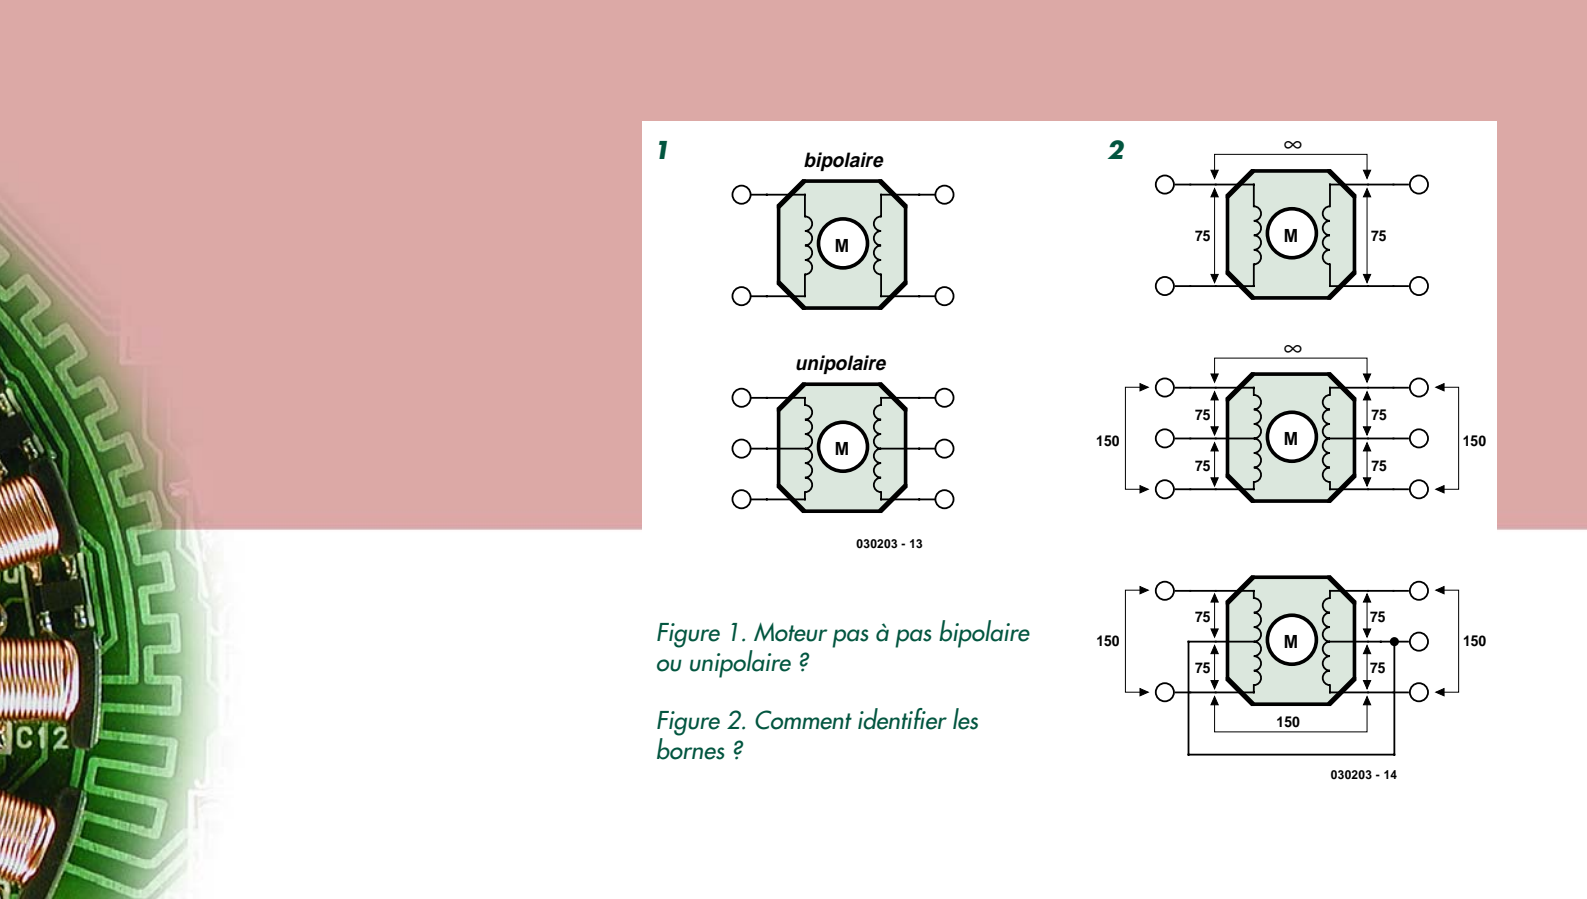 1
bipolaire
M
unipolaire
M
030203 - 13
Figure 1. Moteur pas à pas bipolaire
ou unipolaire ?
Figure 2. Comment identifier les
bornes ?
2
∞
75
M
75
∞
75
75
150
M
150
75
75
75
75
150
M
150
75
75
150
030203 - 14
C12